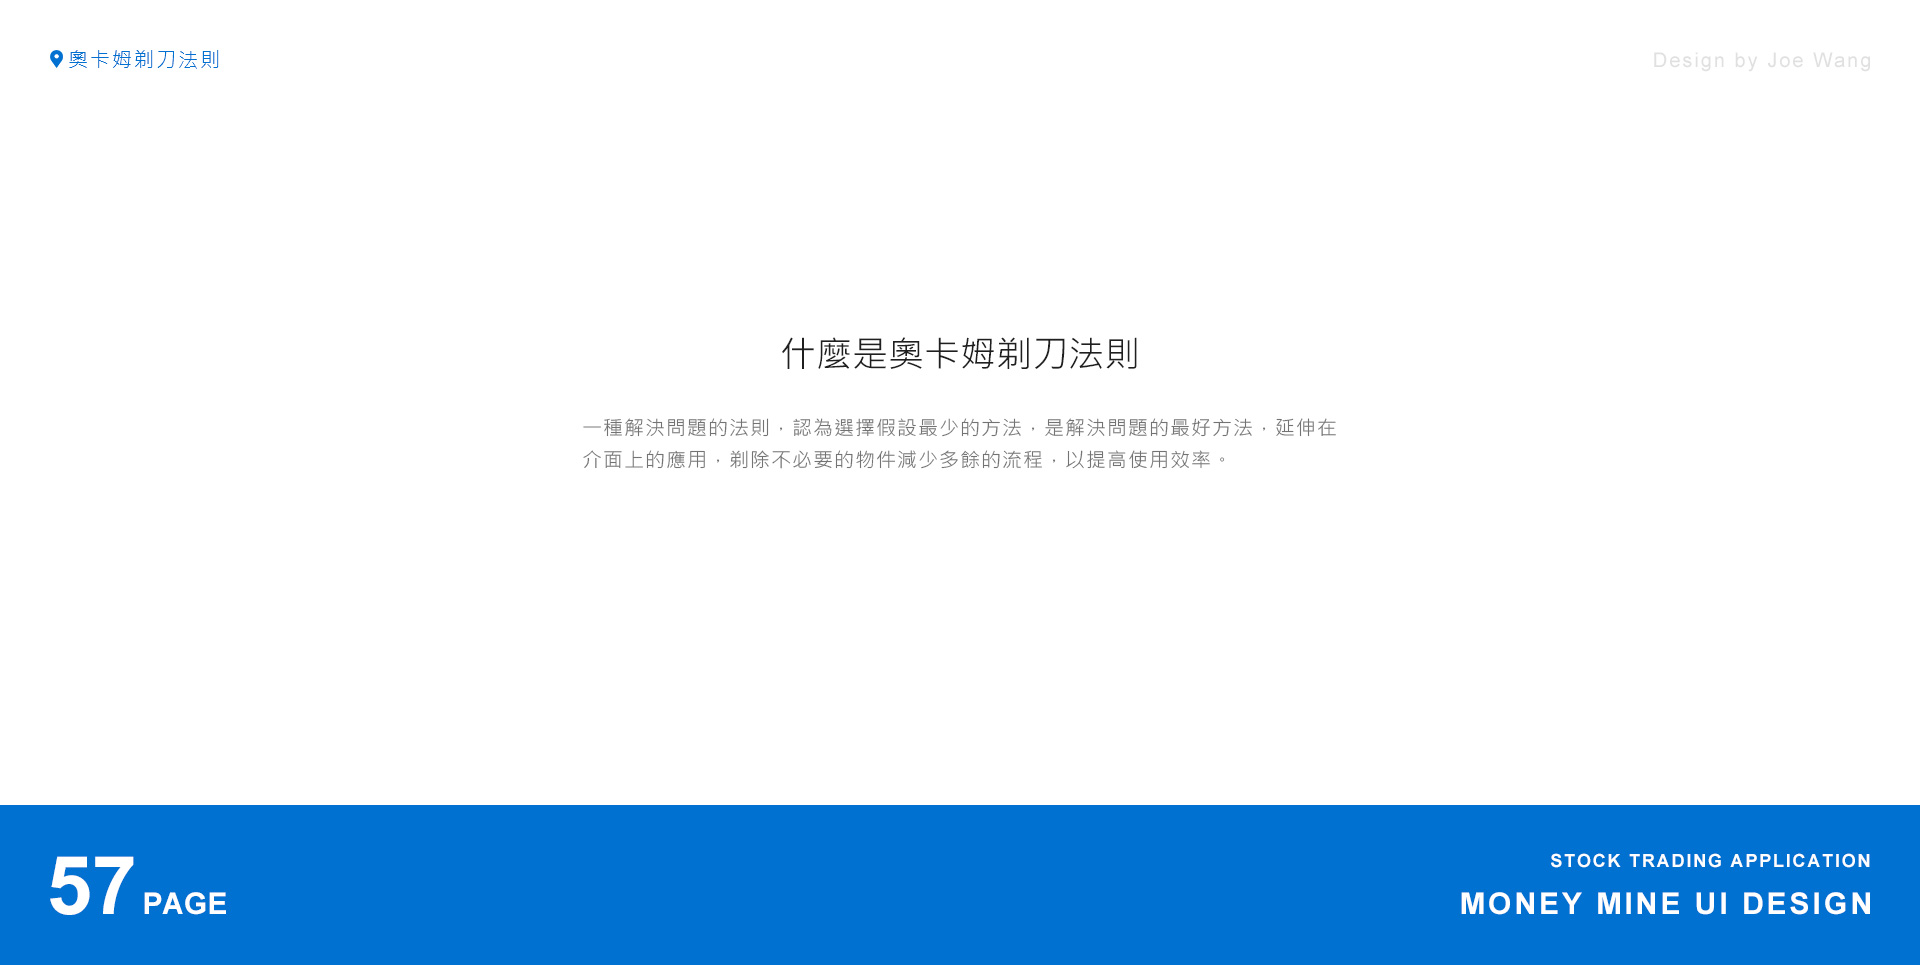 奧卡姆剃刀法則
Design by Joe Wang
什麼是奧卡姆剃刀法則
一種解決問題的法則，認為選擇假設最少的方法，是解決問題的最好方法，延伸在
介面上的應用，剃除不必要的物件減少多餘的流程，以提高使用效率。
57 PAGE
STOCK TRADING APPLICATION
MONEY MINE UI DESIGN